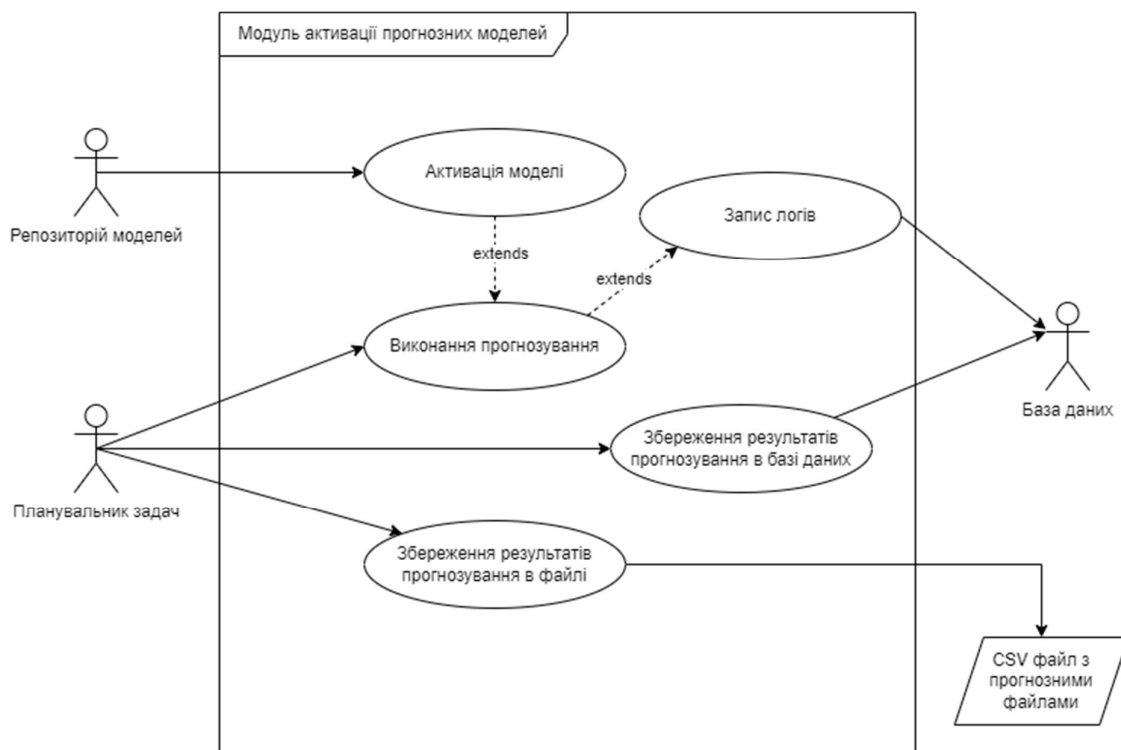 Модуль активації прогнозних моделей
Активація моделі
Репозиторій моделей
Запис логів
extends
extends
Виконання прогнозування
База даних
Збереження результатів
прогнозування в базі даних
Планувальник задач
Збереження результатів
прогнозування в файлі
CSV файл з
прогнозними
файлами